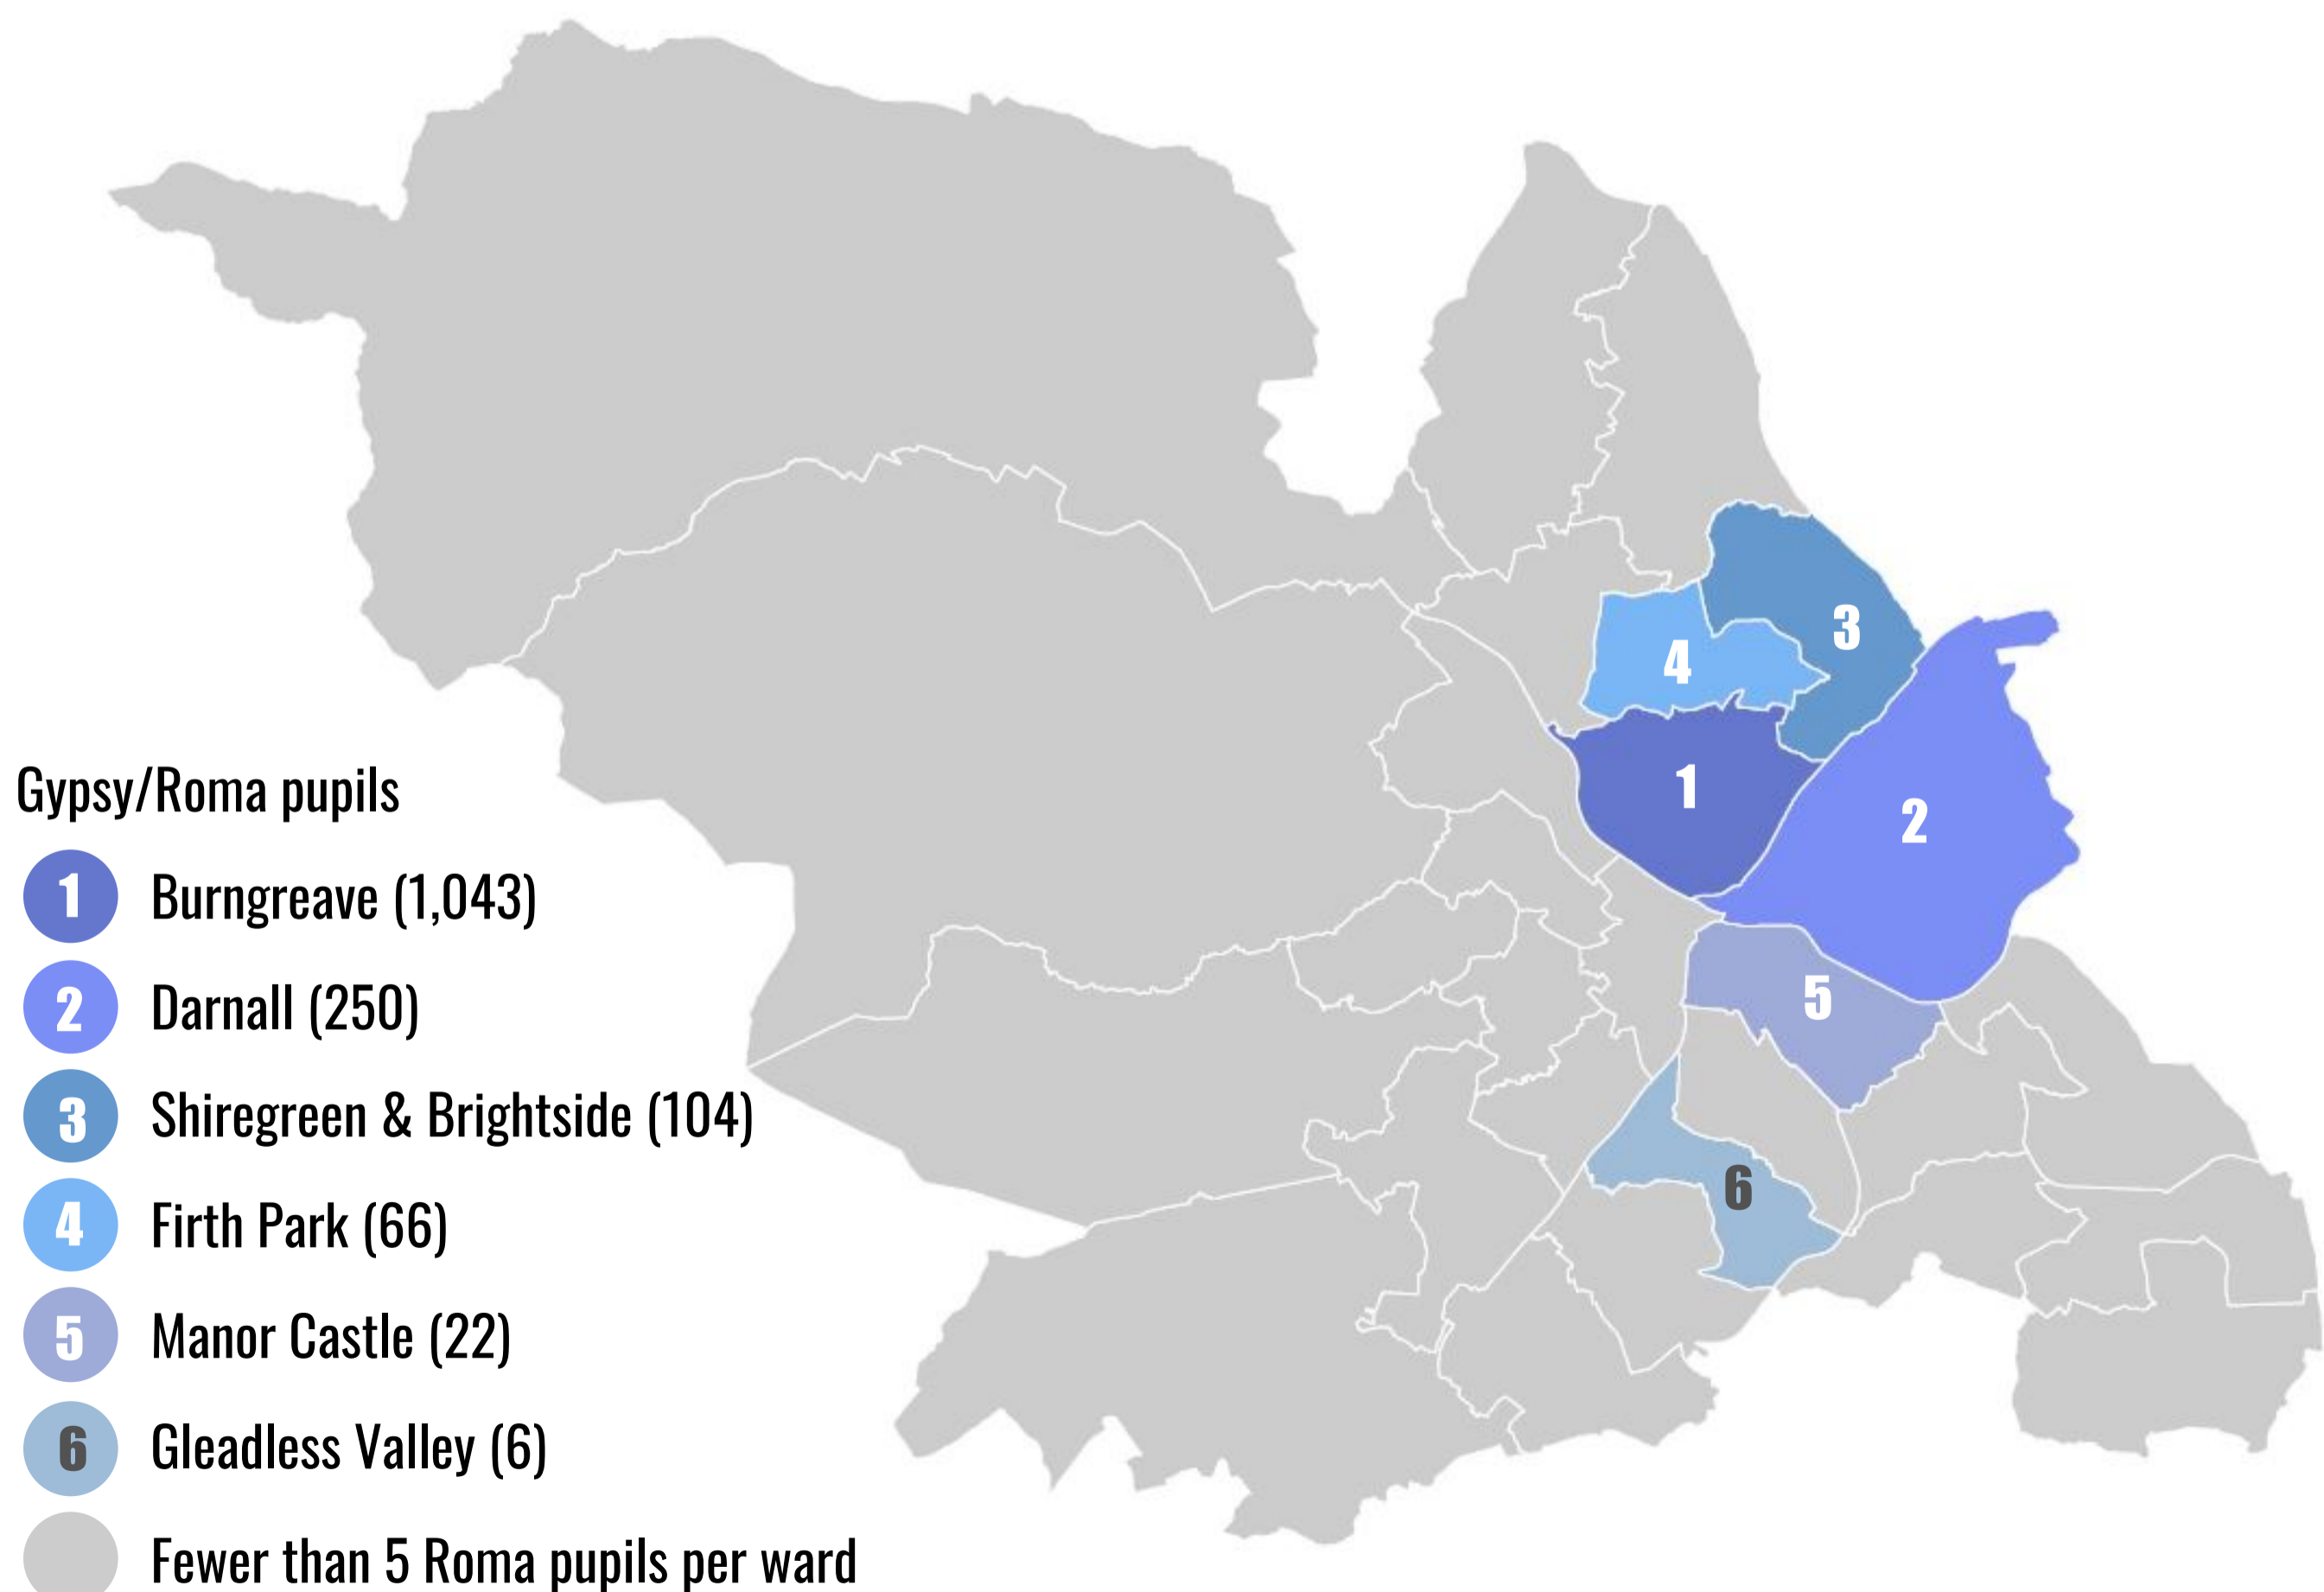 Gypsy/Roma pupils
1 Burngreave (1,043)
2 Darnall (250)
3 Shiregreen & Brightside (104)
4 Firth Park (66)
5 Manor Castle (22)
6 Gleadless Valley (6)
Fewer than 5 Roma pupils per ward
3
4
1
2
5
6